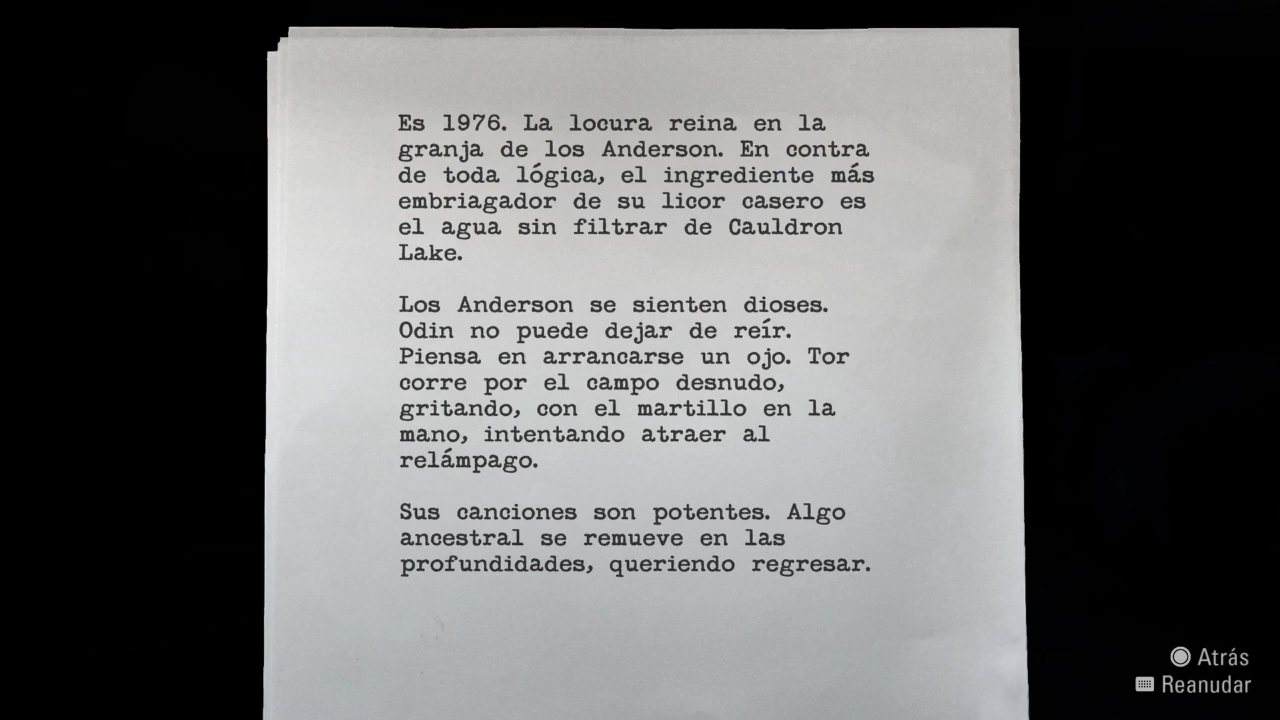 Es 1976. La locura reina en la
granja de los Anderson. En contra
de toda lógica, el ingrediente más
embriagador de su licor casero es
el agua sin filtrar de Cauldron
Lake.
Los Anderson se sienten dioses.
Odin no puede dejar de reír.
Piensa en arrancarse un ojo. Tor
corre por el campo desnudo,
gritando, con el martillo en la
mano, intentando atraer al
relámpago.
Sus canciones son potentes. Algo
ancestral se remueve en las
profundidades, queriendo regresar.
Atrás
Reanudar